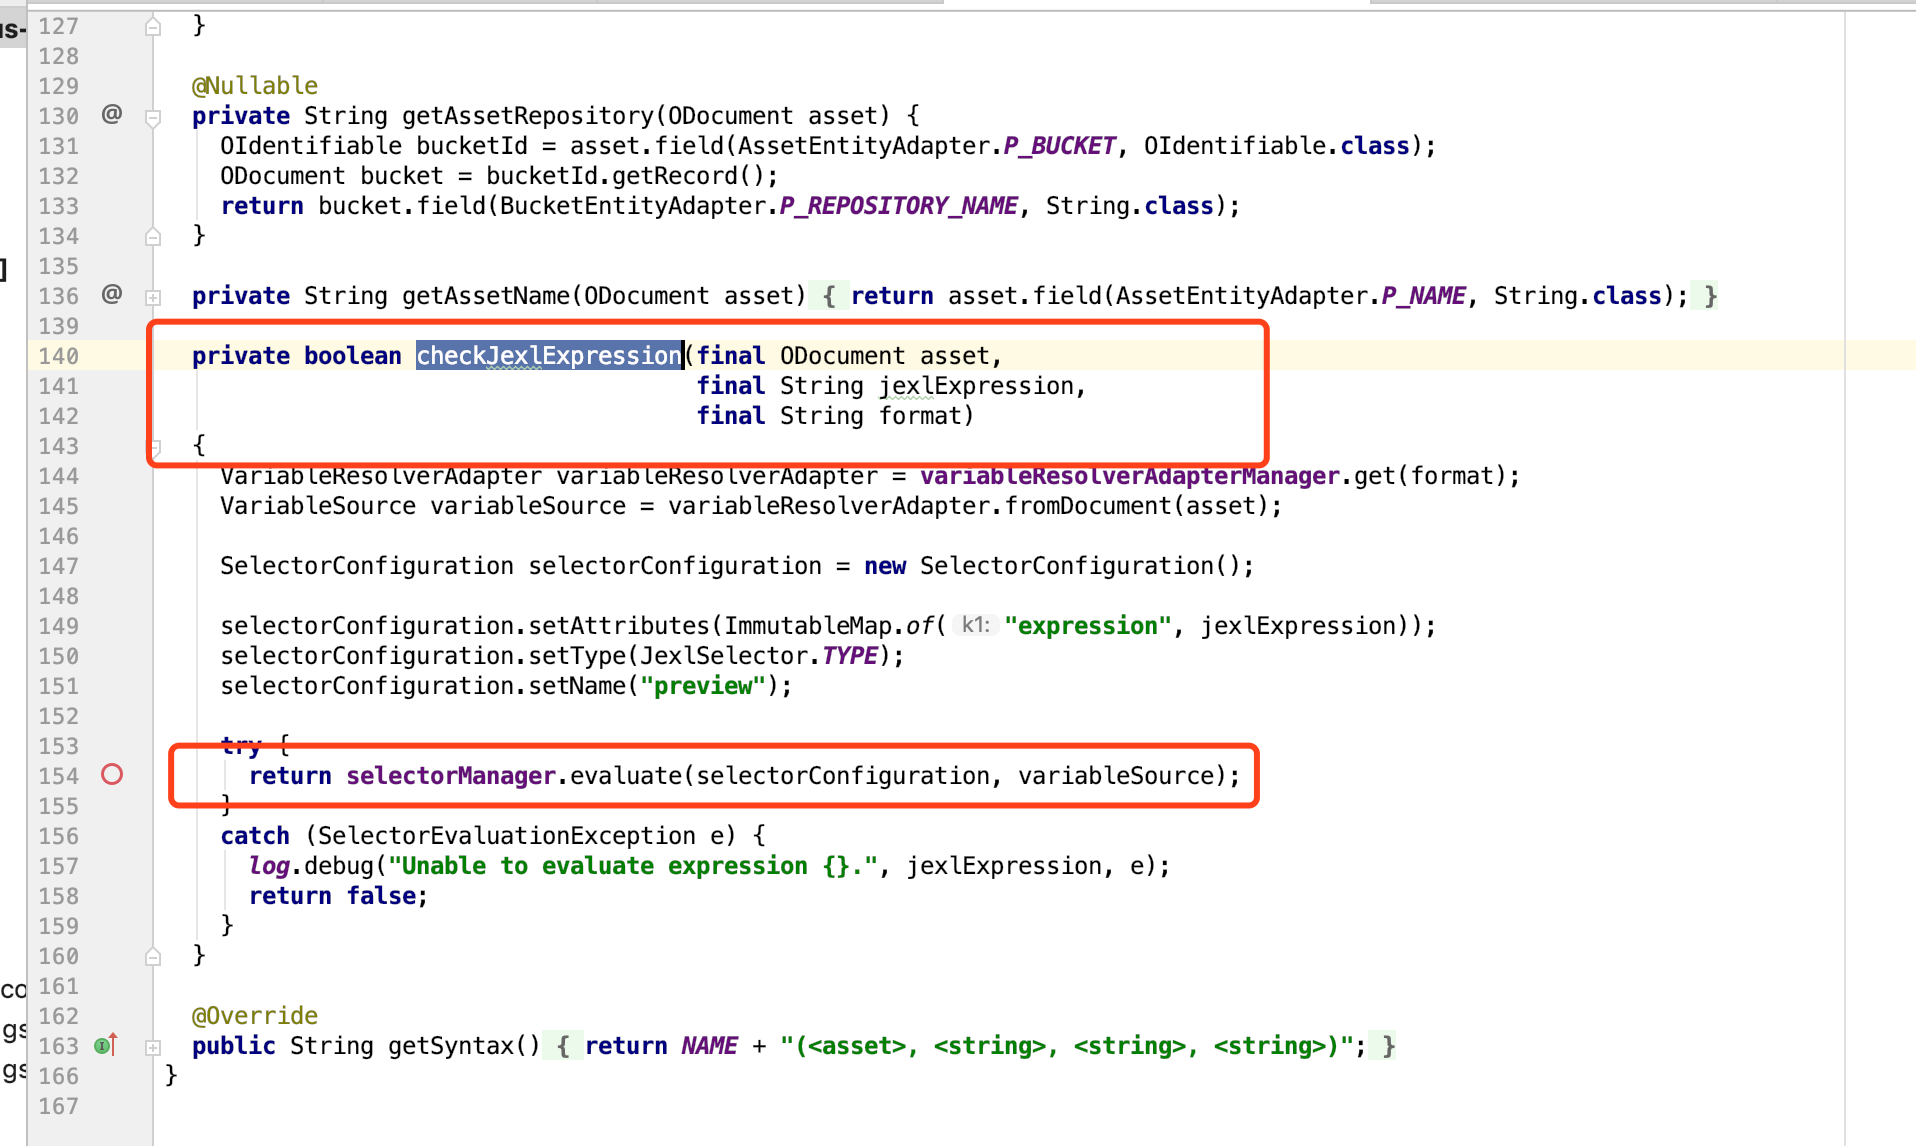 127 }
128
129 @Nullable
130 @ private String getAssetRepository(ODocument asset) {
131 OIdentifiable bucketId = asset.field(AssetEntityAdapter.P_BUCKET, OIdentifiable.class);
132 ODocument bucket = bucketId.getRecord();
133 return bucket.field(BucketEntityAdapter.P_REPOSITORY_NAME, String.class);
134 }
135
136 @ private String getAssetName(ODocument asset) { return asset.field(AssetEntityAdapter.P_NAME, String.class); }
139
140 private boolean checkJexlExpression(final ODocument asset,
141 final String jexlExpression,
142 final String format)
143 {
144 VariableResolverAdapter variableResolverAdapter = variableResolverAdapterManager.get(format);
145 VariableSource variableSource = variableResolverAdapter.fromDocument(asset);
146
147 SelectorConfiguration selectorConfiguration = new SelectorConfiguration();
148
149 selectorConfiguration.setAttributes(ImmutableMap.of( k1: "expression", jexlExpression));
150 selectorConfiguration.setType(JexlSelector.TYPE);
151 selectorConfiguration.setName("preview");
152
153 try {
154 return selectorManager.evaluate(selectorConfiguration, variableSource);
155 }
156 catch (SelectorEvaluationException e) {
157 log.debug("Unable to evaluate expression {}.", jexlExpression, e);
158 return false;
159 }
160 }
161
162 @Override
163 public String getSyntax() { return NAME + "(<asset>, <string>, <string>, <string>)"; }
166 }
167